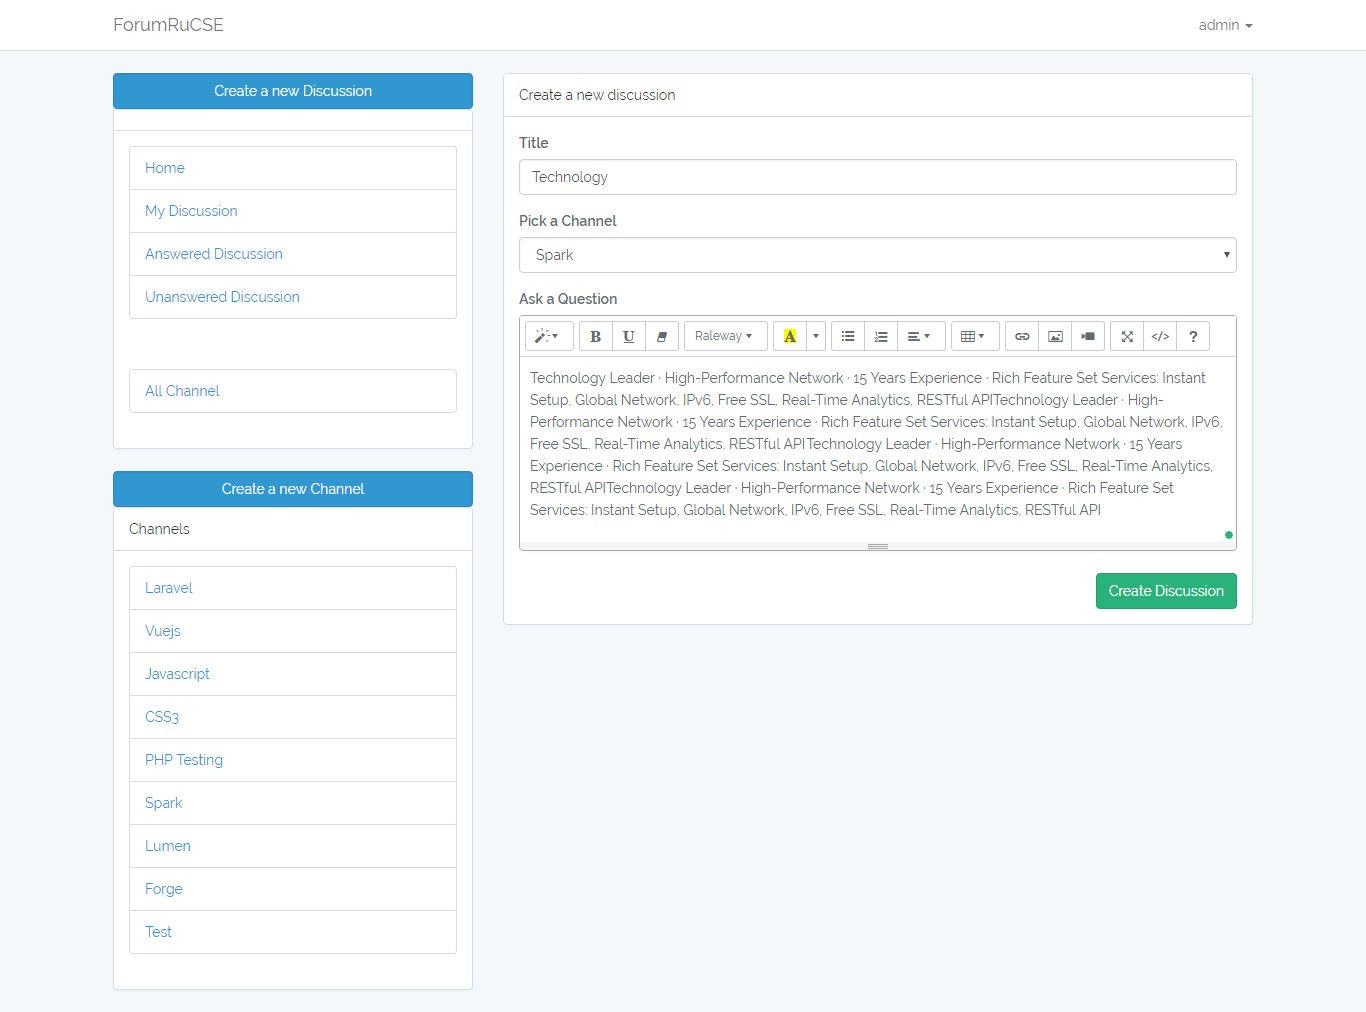 ForumRuCSE
admin
Create a new Discussion
Home
My Discussion
Answered Discussion
Unanswered Discussion
All Channel
Create a new Channel
Channels
Laravel
Vuejs
Javascript
CSS3
PHP Testing
Spark
Lumen
Forge
Test
Create a new discussion
Title
Technology
Pick a Channel
Spark
Ask a Question
B U Raleway A </> ?
Technology Leader · High-Performance Network · 15 Years Experience · Rich Feature Set Services: Instant
Setup, Global Network, IPv6, Free SSL, Real-Time Analytics, RESTful APITechnology Leader · High-
Performance Network · 15 Years Experience · Rich Feature Set Services: Instant Setup, Global Network, IPv6,
Free SSL, Real-Time Analytics, RESTful APITechnology Leader · High-Performance Network · 15 Years
Experience · Rich Feature Set Services: Instant Setup, Global Network, IPv6, Free SSL, Real-Time Analytics,
RESTful APITechnology Leader · High-Performance Network · 15 Years Experience · Rich Feature Set
Services: Instant Setup, Global Network, IPv6, Free SSL, Real-Time Analytics, RESTful API
Create Discussion